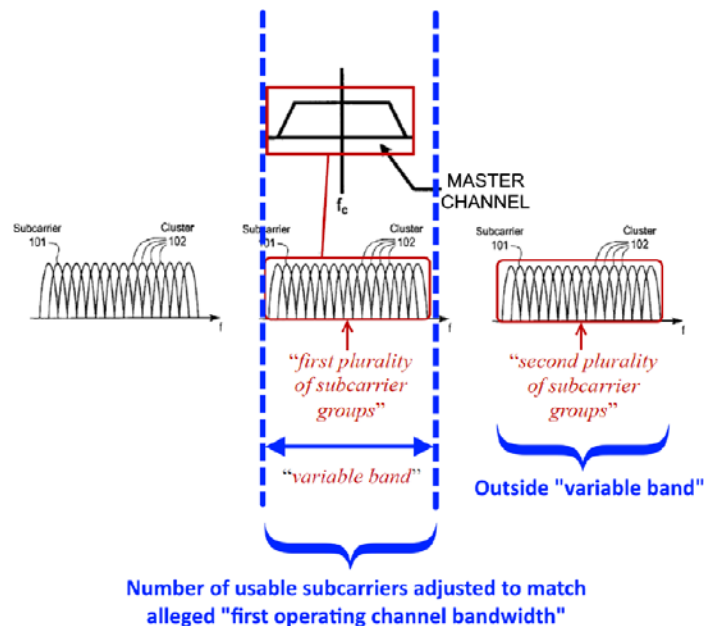 MASTER
CHANNEL
fc
Subcarrier
101
Cluster
102
f
Subcarrier
101
Cluster
102
f
Subcarrier
101
Cluster
102
f
“first plurality
of subcarrier
groups”
“second plurality
of subcarrier
groups”
“variable band”
Outside "variable band"
Number of usable subcarriers adjusted to match
alleged "first operating channel bandwidth"